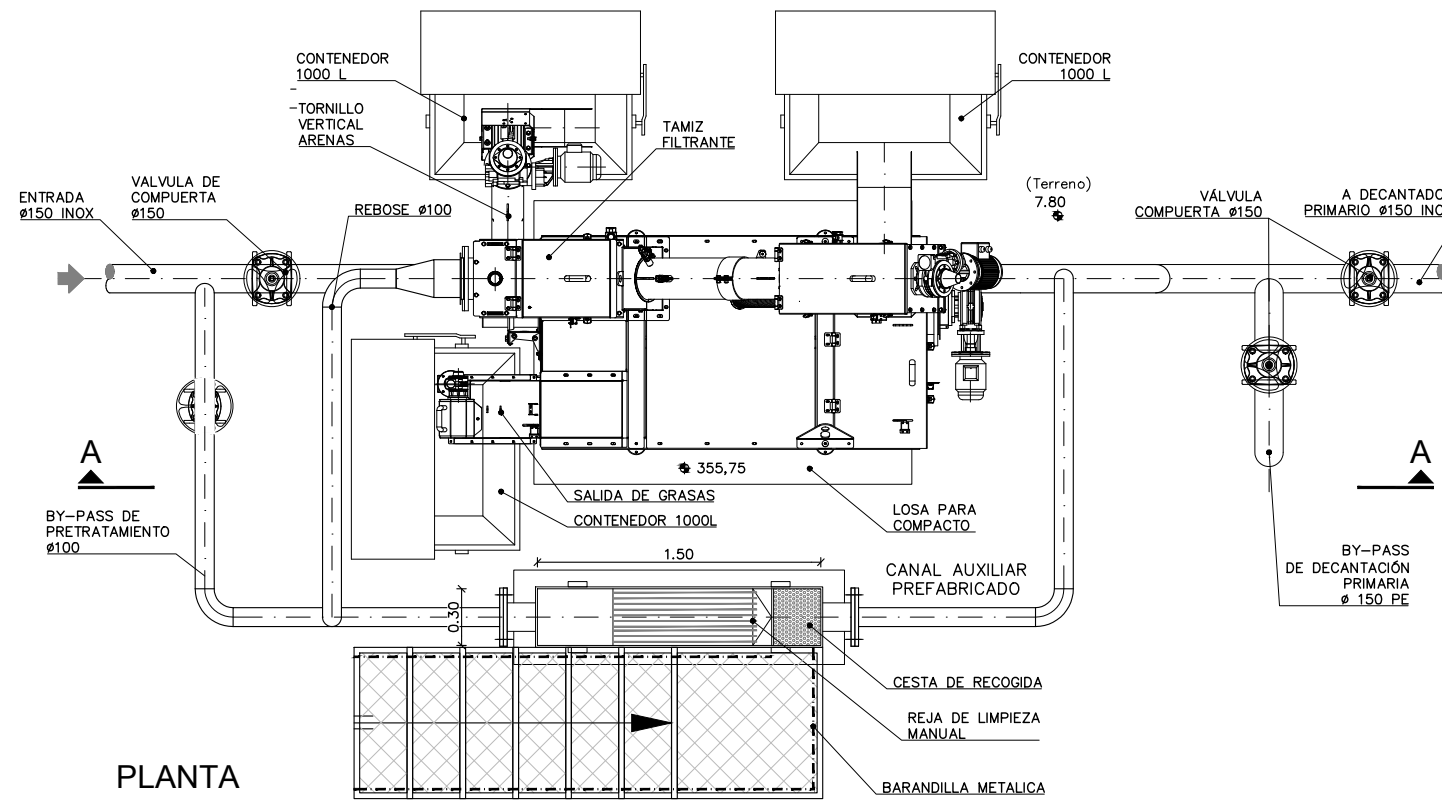 CONTENEDOR
1000 L
-
-TORNILLO
VERTICAL
ARENAS
TAMIZ
FILTRANTE
CONTENEDOR
1000 L
(Terreno)
7.80
ENTRADA
ø150 INOX
VALVULA DE
COMPUERTA
ø150
REBOSE ø100
VÁLVULA
COMPUERTA ø150
A DECANTADO
PRIMARIO ø150 INO
A
A
355,75
SALIDA DE GRASAS
CONTENEDOR 1000L
LOSA PARA
COMPACTO
BY-PASS DE
PRETRATAMIENTO
ø100
1.50
0.30
CANAL AUXILIAR
PREFABRICADO
BY-PASS
DE DECANTACIÓN
PRIMARIA
ø 150 PE
CESTA DE RECOGIDA
REJA DE LIMPIEZA
MANUAL
BARANDILLA METALICA
PLANTA